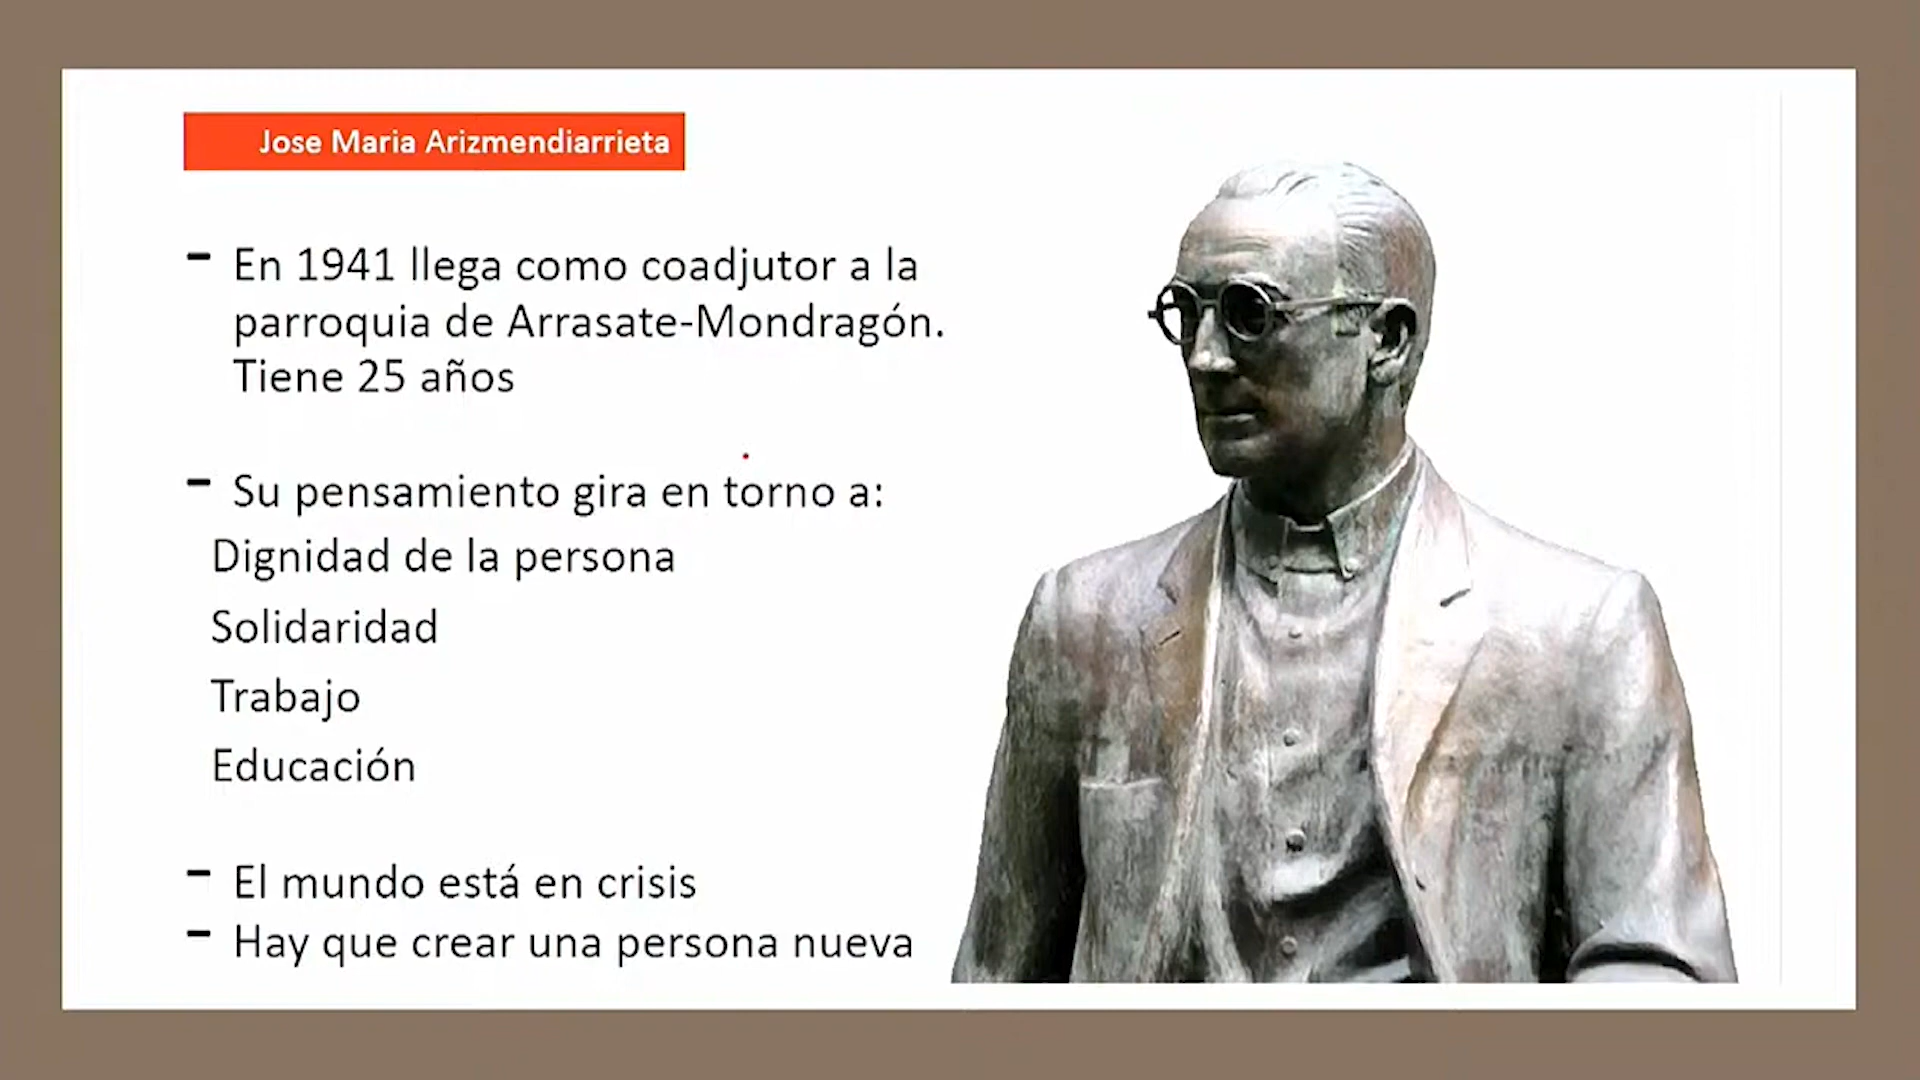 Jose Maria Arizmendiarrieta
- En 1941 llega como coadjutor a la
parroquia de Arrasate-Mondragón.
Tiene 25 años
- Su pensamiento gira en torno a:
Dignidad de la persona
Solidaridad
Trabajo
Educación
- El mundo está en crisis
- Hay que crear una persona nueva